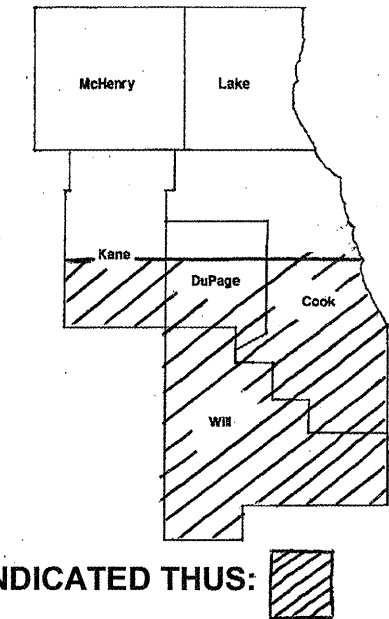 McHenry
Lake
Kane
DuPage
Cook
Will
NDICATED THUS: